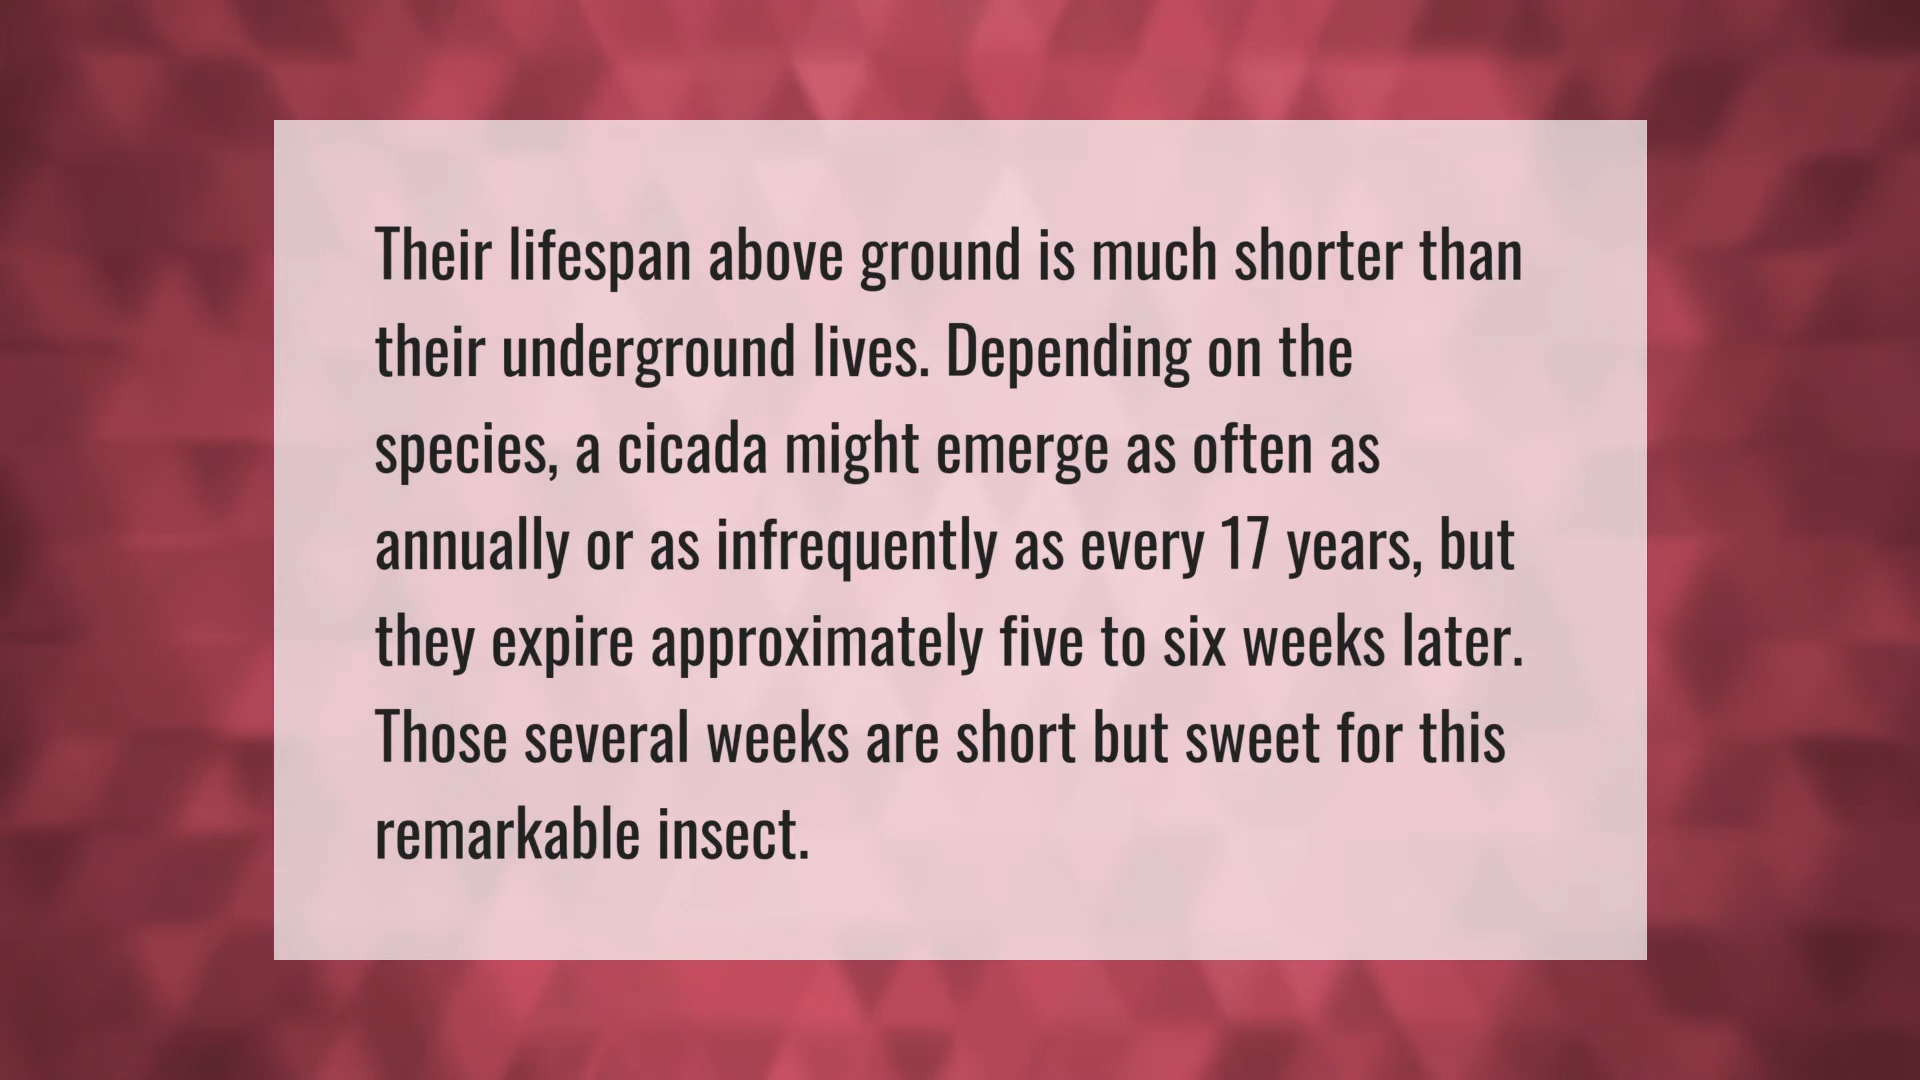 Their lifespan above ground is much shorter than
their underground lives. Depending on the
species, a cicada might emerge as often as
annually or as infrequently as every 17 years, but
they expire approximately five to six weeks later.
Those several weeks are short but sweet for this
remarkable insect.